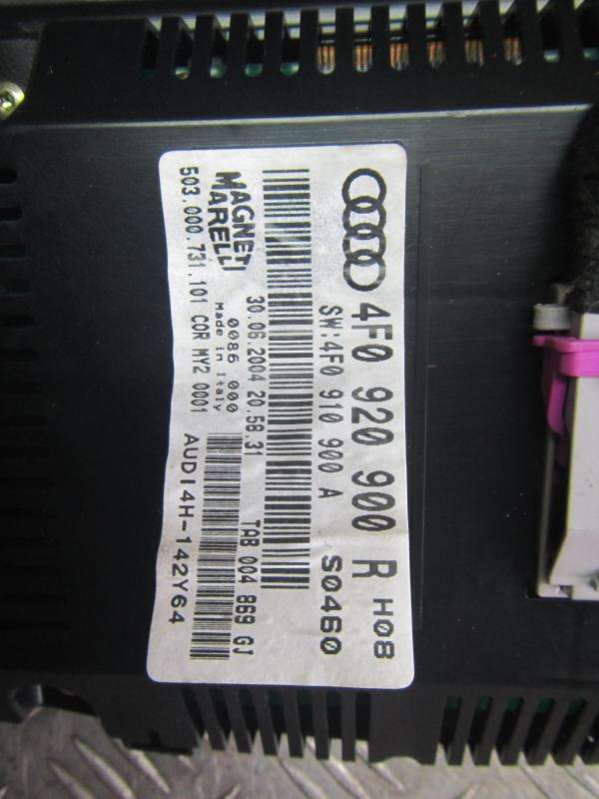 4F0 920 900 R H08
SW:4F0 910 900 A S0460
30.06.2004 20.58.31 TAB 004 869 GJ
MAGNETI
MARELLI
0086 000
Made in Italy
503.000.731.101 COR MY2 0001
AUDI4H-142Y64